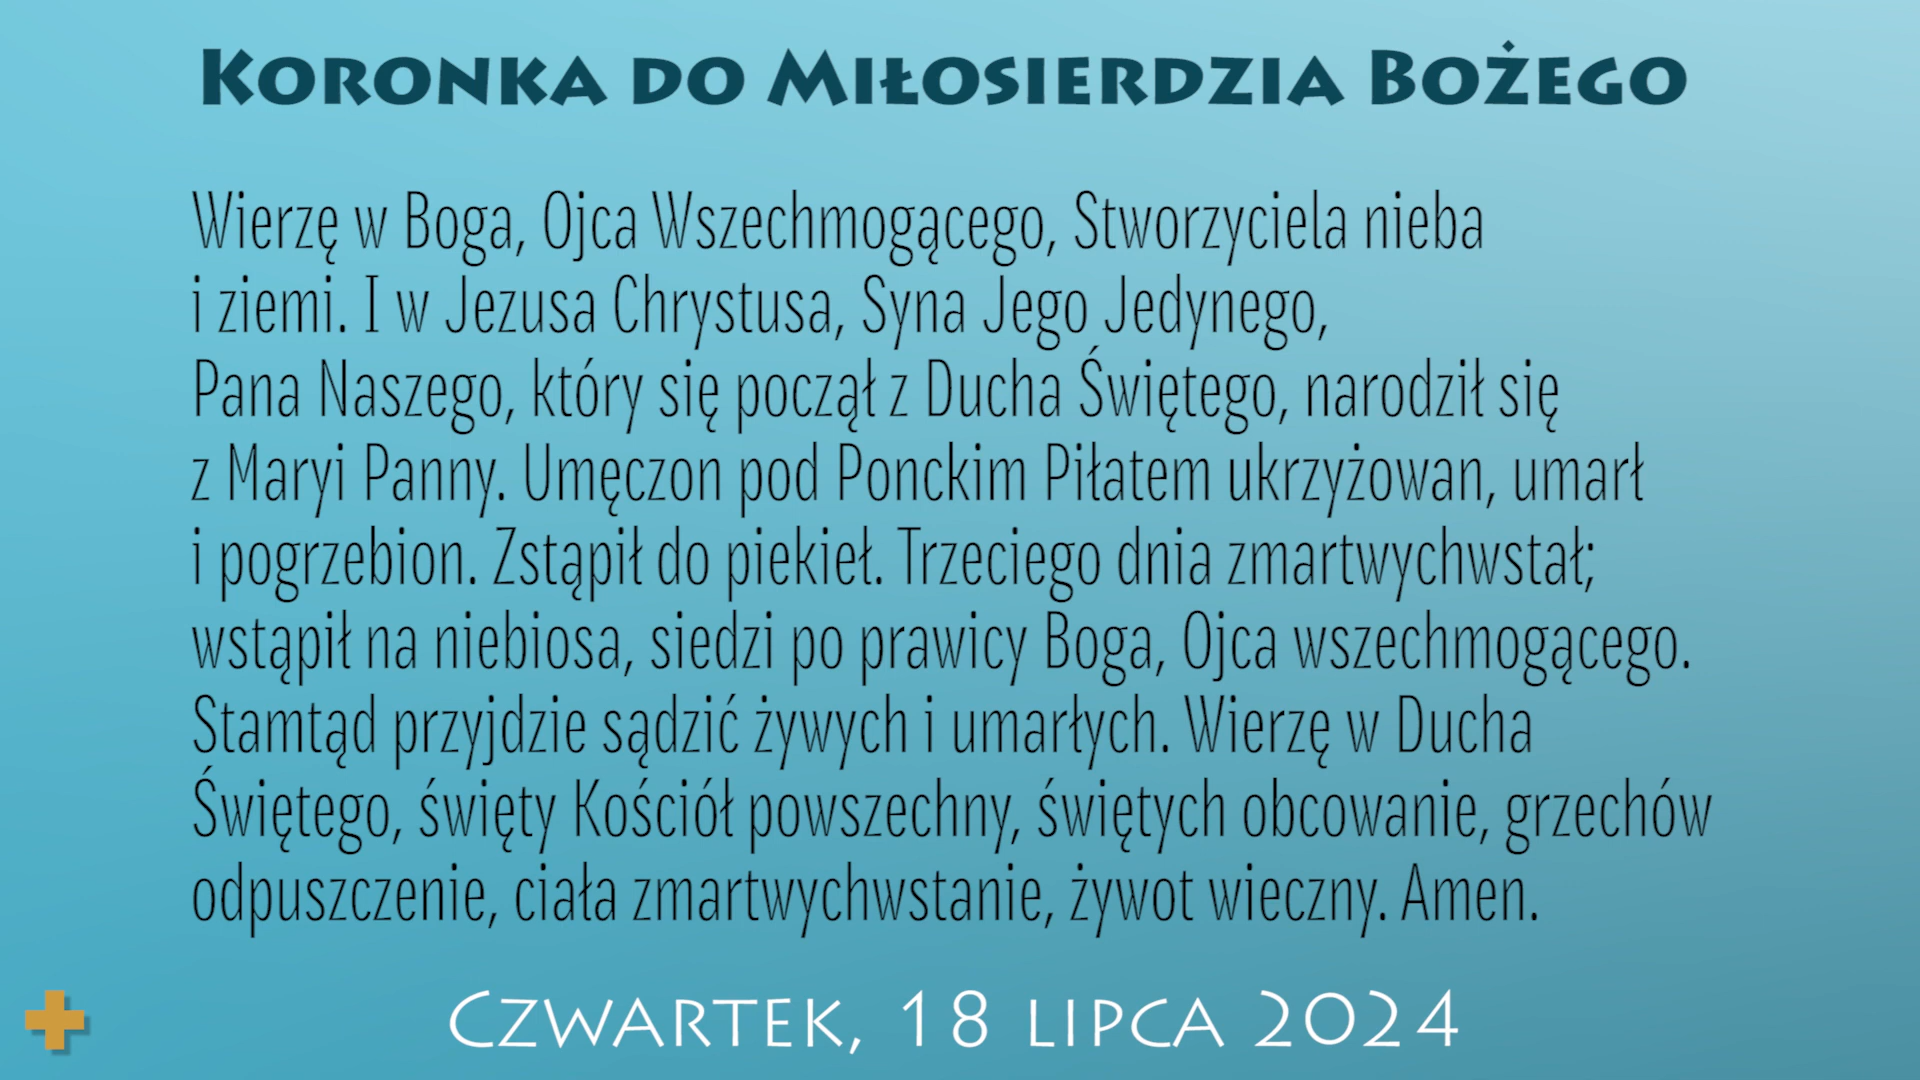 Koronka do Miłosierdzia Bożego
Wierzę w Boga, Ojca Wszechmogącego, Stworzyciela nieba
i ziemi. I w Jezusa Chrystusa, Syna Jego Jedynego,
Pana Naszego, który się począł z Ducha Świętego, narodził się
z Maryi Panny. Umęczon pod Ponckim Piłatem ukrzyżowan, umarł
i pogrzebion. Zstąpił do piekieł. Trzeciego dnia zmartwychwstał;
wstąpił na niebiosa, siedzi po prawicy Boga, Ojca wszechmogącego.
Stamtąd przyjdzie sądzić żywych i umarłych. Wierzę w Ducha
Świętego, święty Kościół powszechny, świętych obcowanie, grzechów
odpuszczenie, ciała zmartwychwstanie, żywot wieczny. Amen.
Czwartek, 18 lipca 2024